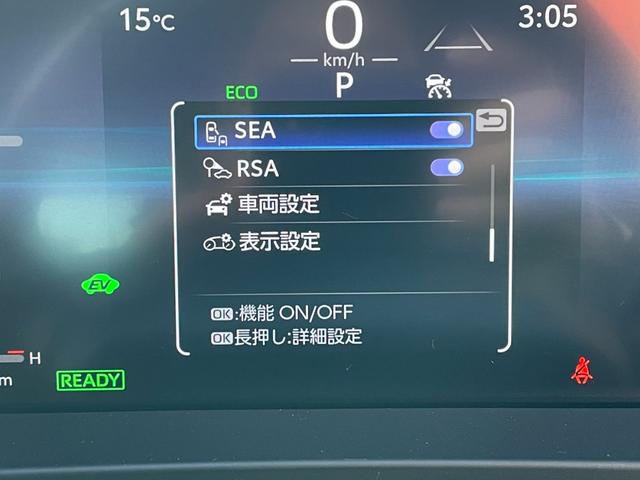 15℃
0
3:05
km/h
ECO
P
SEA
RSA
車両設定
表示設定
EV
OK:機能 ON/OFF
OK長押し:詳細設定
H
m
READY